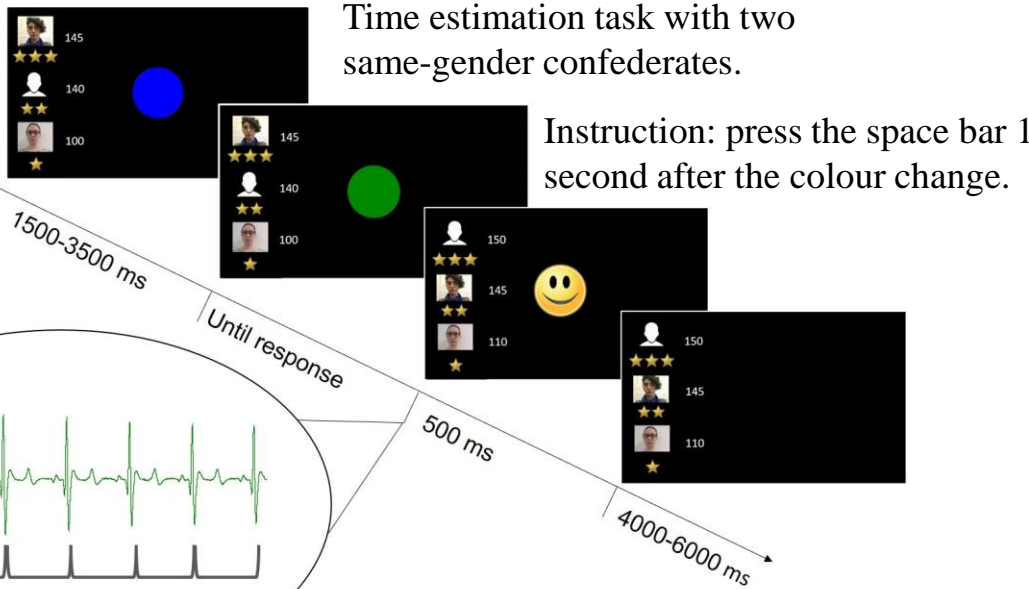 Time estimation task with two
same-gender confederates.
Instruction: press the space bar 1
second after the colour change.
145
140
100
1500-3500 ms
145
140
100
Until response
150
145
110
500 ms
150
145
110
4000-6000 ms